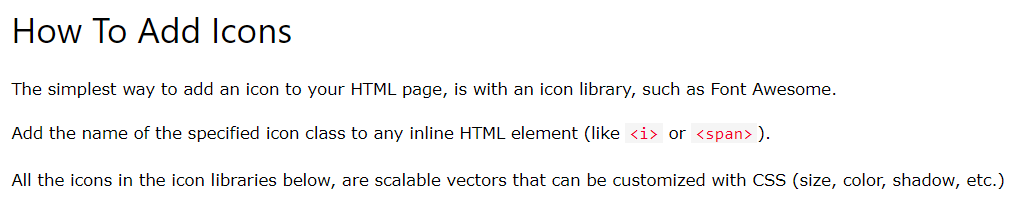 How To Add Icons
The simplest way to add an icon to your HTML page, is with an icon library, such as Font Awesome.
Add the name of the specified icon class to any inline HTML element (like <i> or <span> ).
All the icons in the icon libraries below, are scalable vectors that can be customized with CSS (size, color, shadow, etc.)